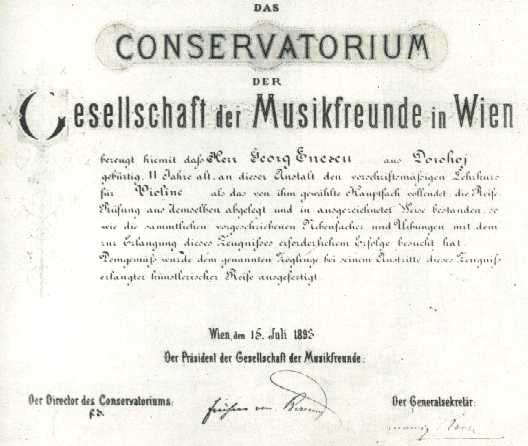 DAS
CONSERVATORIUM
DER
Gesellschaft der Musikfreunde in Wien
bezeugt hiemit daß Herr Georg Enescu aus Dorohoj
gebürtig, 11 Jahre alt, an dieser Anstalt den vorschriftsmäßigen Lehrkurs
für Violine als das von ihm gewählte Hauptfach vollendet, die Reife
Prüfung aus demselben abgelegt und in ausgezeichneter Weise bestanden, so
wie die sämmtlichen vorgeschriebenen Nebenfächer und Uebungen mit dem
zur Erlangung dieses Zeugnißes erforderlichem Erfolge besucht hat.
Demgemäß wurde dem genannten Zöglinge bei seinem Austritte dieses Zeugniß
erlangter künstlerischer Reife ausgefertigt
Wien, den 15. Juli 1893
Der Präsident der Gesellschaft der Musikfreunde:
Der Director des Conservatoriums:
Der Generalsekretär: